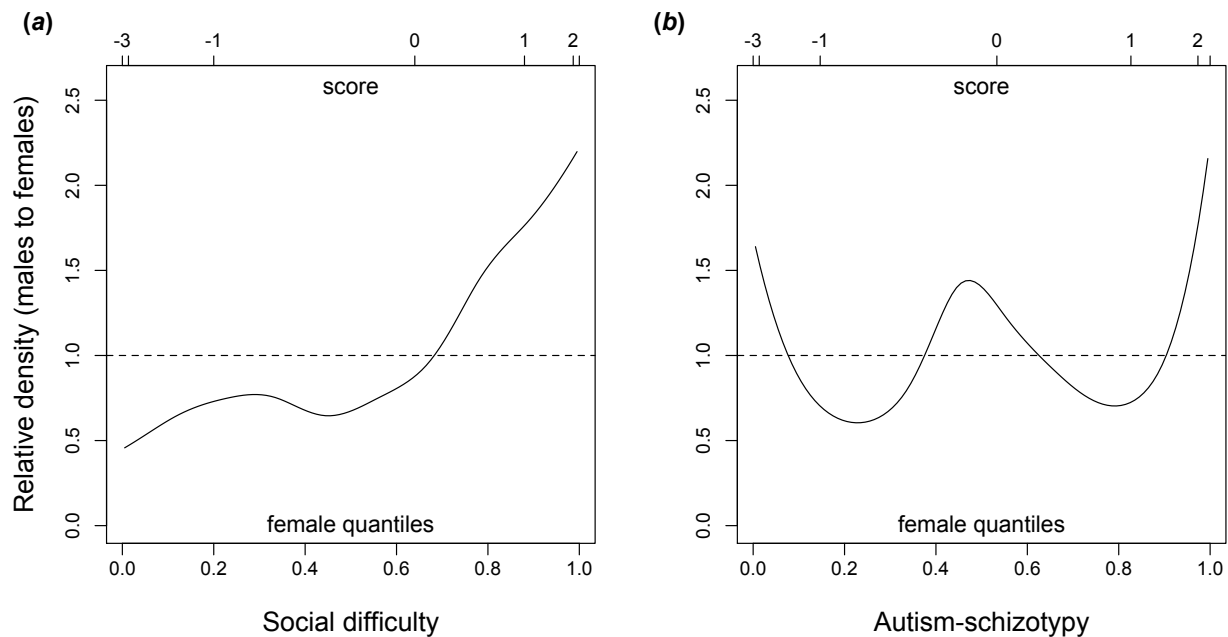 (a)
-3 -1 0 1 2
score
Relative density (males to females)
2.5
2.0
1.5
1.0
0.5
0.0
female quantiles
0.0 0.2 0.4 0.6 0.8 1.0
Social difficulty
(b)
-3 -1 0 1 2
score
2.5
2.0
1.5
1.0
0.5
0.0
female quantiles
0.0 0.2 0.4 0.6 0.8 1.0
Autism-schizotypy